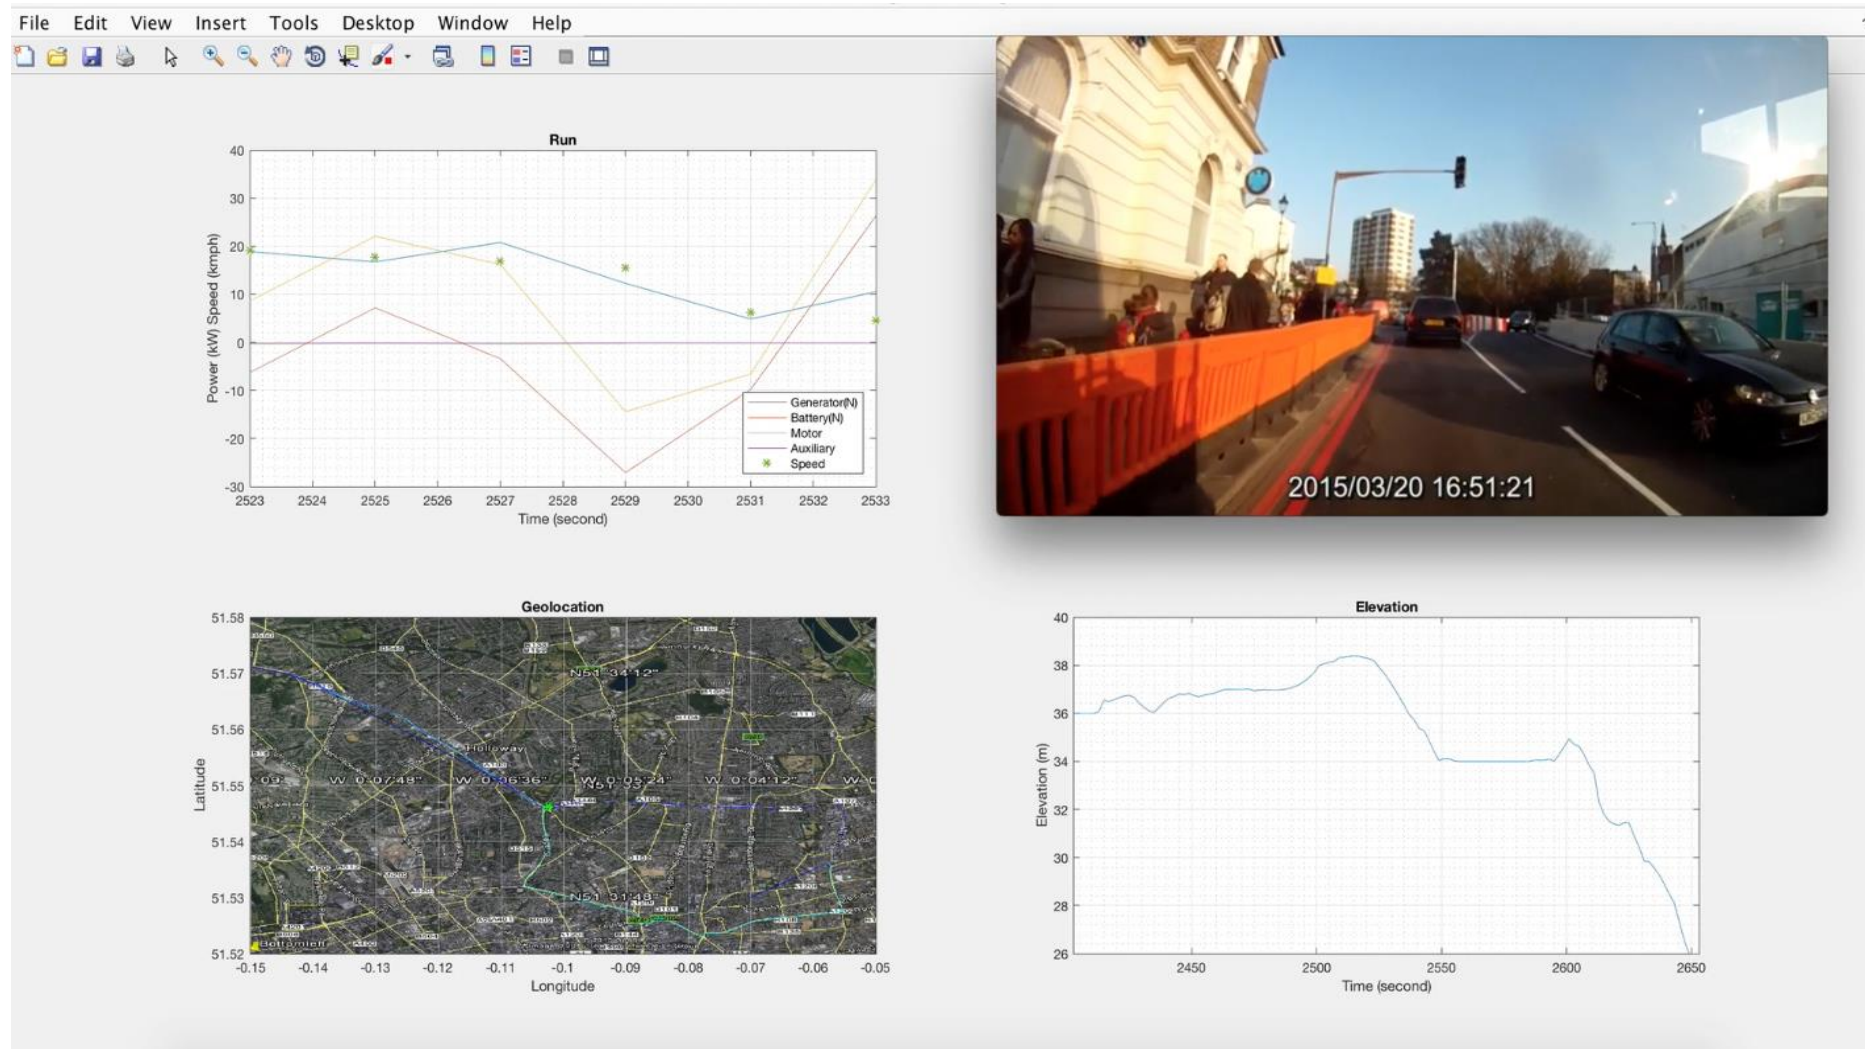 File Edit View Insert Tools Desktop Window Help
Run
40
30
20
10
0
-10
-20
-30
Power (kW) Speed (kmph)
Generator(N)
Battery(N)
Motor
Auxiliary
Speed
2523 2524 2525 2526 2527 2528 2529 2530 2531 2532 2533
Time (second)
2015/03/20 16:51:21
Geolocation
51.58
51.57
51.56
51.55
51.54
51.53
51.52
Latitude
N51°34'12"
Holloway
W 0°07'48" W 0°06'36" W 0°05'24" W 0°04'12"
N51°33'
N51°31'48"
-0.15 -0.14 -0.13 -0.12 -0.11 -0.1 -0.09 -0.08 -0.07 -0.06 -0.05
Longitude
Elevation
40
38
36
34
32
30
28
26
Elevation (m)
2450 2500 2550 2600 2650
Time (second)